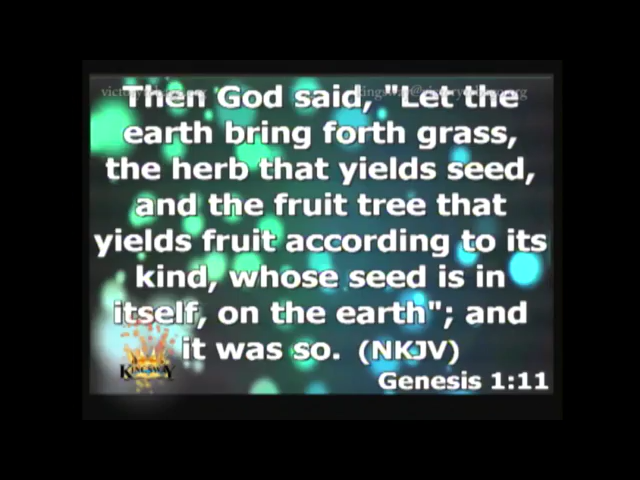 Then God said, "Let the
earth bring forth grass,
the herb that yields seed,
and the fruit tree that
yields fruit according to its
kind, whose seed is in
itself, on the earth"; and
it was so. (NKJV)
KINGSWAY
Genesis 1:11